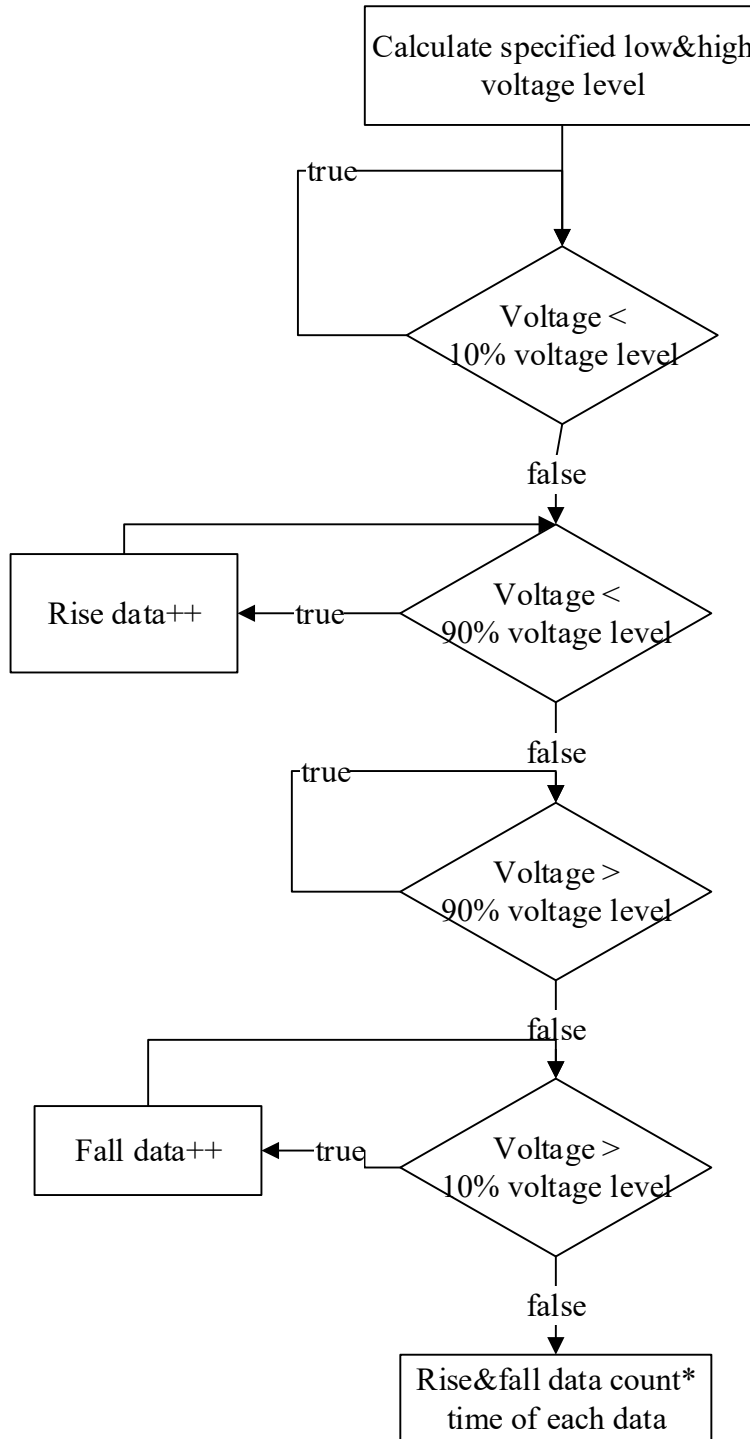 Calculate specified low&high
voltage level
true
Voltage <
10% voltage level
false
Voltage <
90% voltage level
Rise data++
true
false
true
Voltage >
90% voltage level
false
Fall data++
true
Voltage >
10% voltage level
false
Rise&fall data count*
time of each data